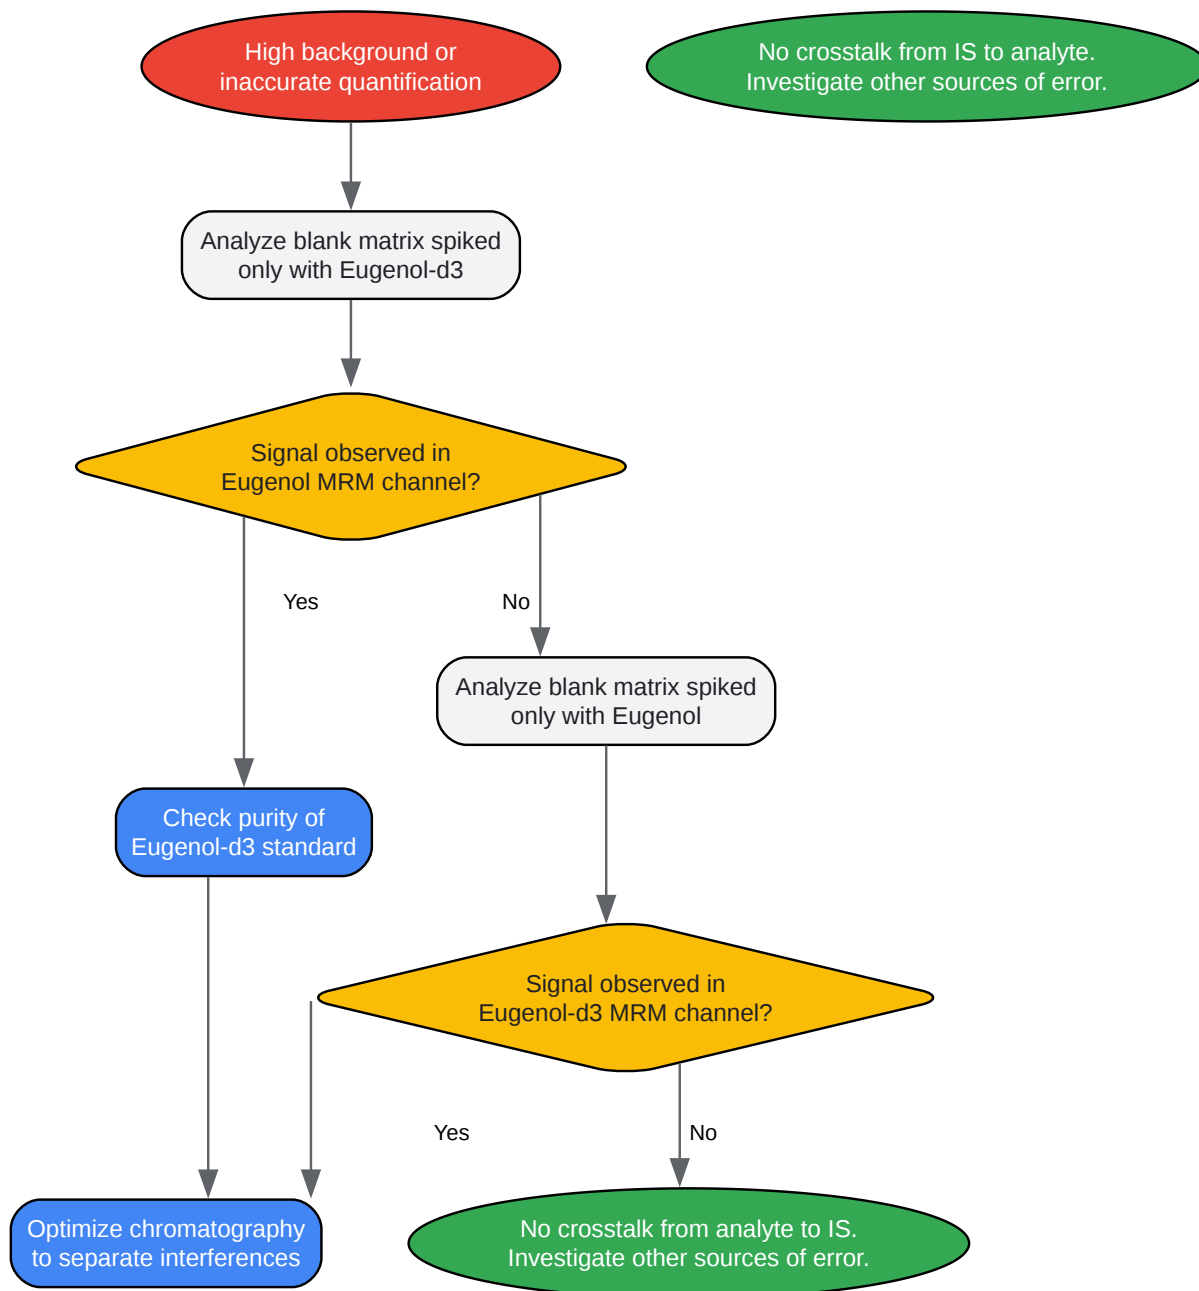 High background or
inaccurate quantification
No crosstalk from IS to analyte.
Investigate other sources of error.
Analyze blank matrix spiked
only with Eugenol-d3
Signal observed in
Eugenol MRM channel?
Yes
No
Analyze blank matrix spiked
only with Eugenol
Check purity of
Eugenol-d3 standard
Signal observed in
Eugenol-d3 MRM channel?
Yes
No
Optimize chromatography
to separate interferences
No crosstalk from analyte to IS.
Investigate other sources of error.